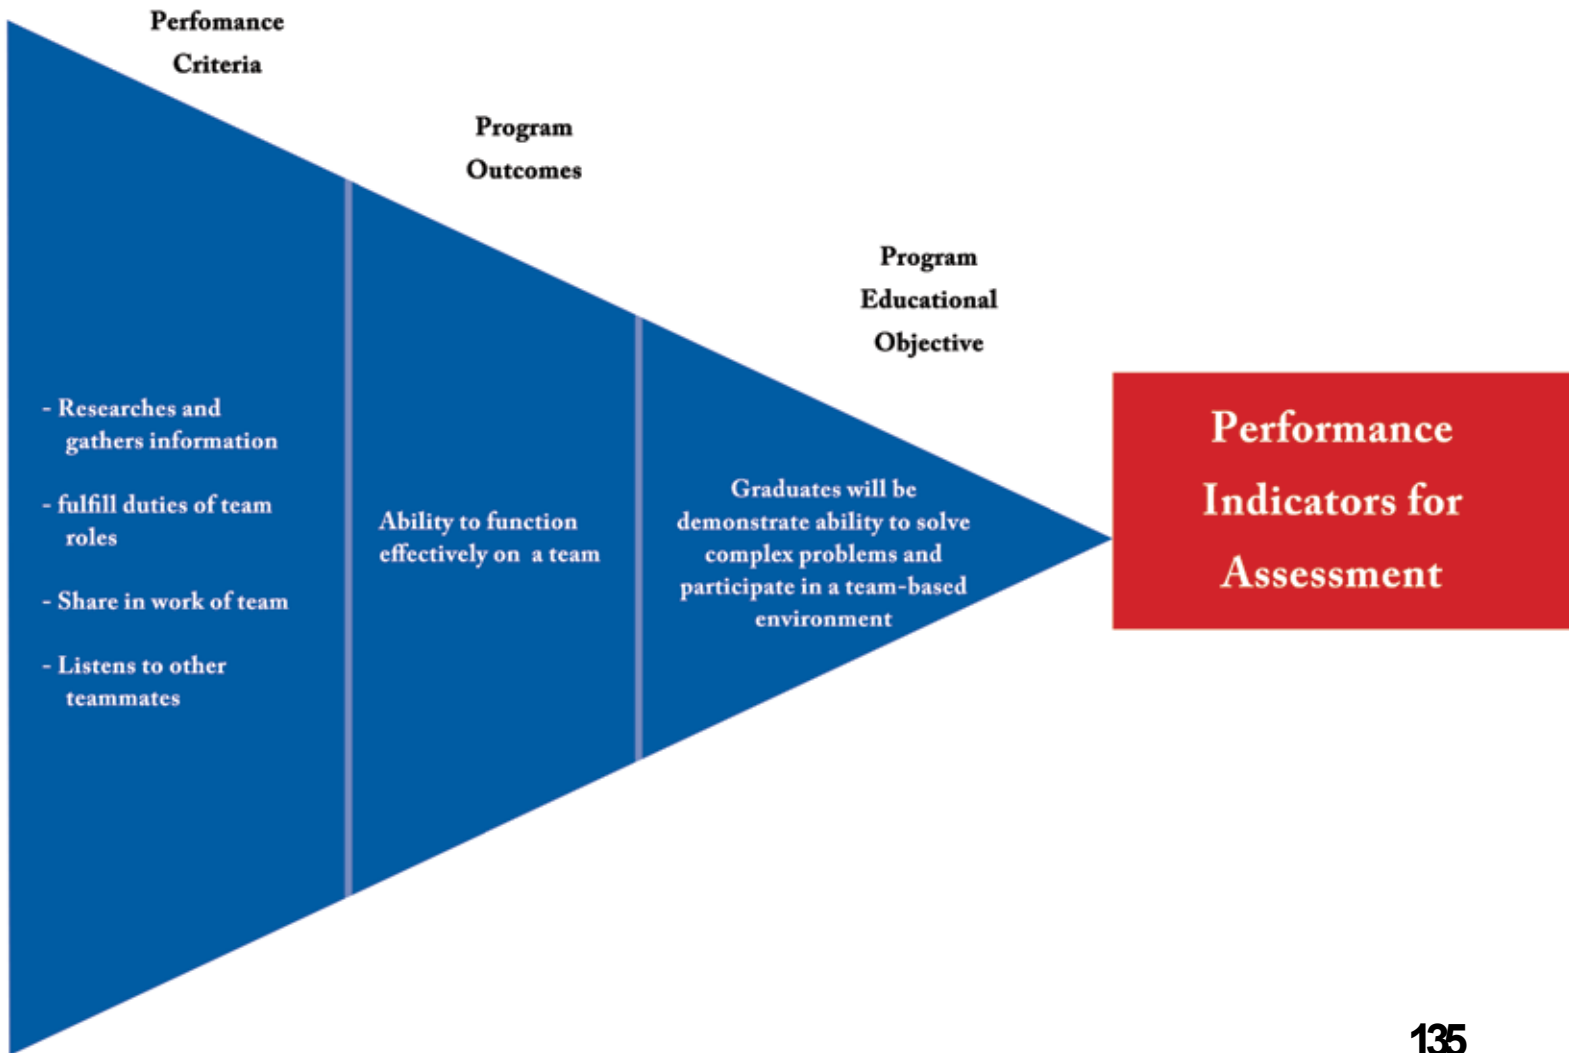 Perfomance
Criteria
Program
Outcomes
Program
Educational
Objective
- Researches and
gathers information
- fulfill duties of team
roles
- Share in work of team
- Listens to other
teammates
Ability to function
effectively on a team
Graduates will be
demonstrate ability to solve
complex problems and
participate in a team-based
environment
Performance
Indicators for
Assessment
135